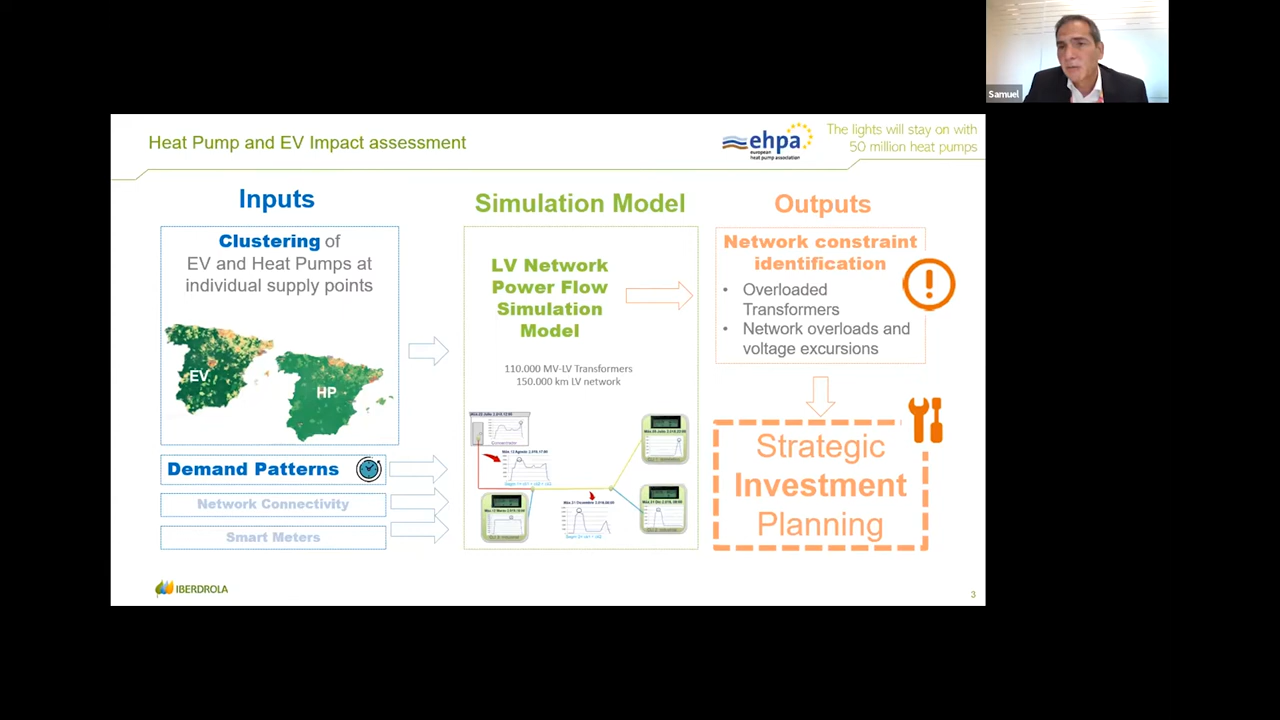 Samuel
Heat Pump and EV Impact assessment
ehpa
european
heat pump association
The lights will stay on with
50 million heat pumps
Inputs
Clustering of
EV and Heat Pumps at
individual supply points
EV
HP
Demand Patterns
Network Connectivity
Smart Meters
Simulation Model
LV Network
Power Flow
Simulation
Model
110.000 MV-LV Transformers
150.000 km LV network
Outputs
Network constraint
identification
• Overloaded
Transformers
• Network overloads and
voltage excursions
Strategic
Investment
Planning
IBERDROLA
3